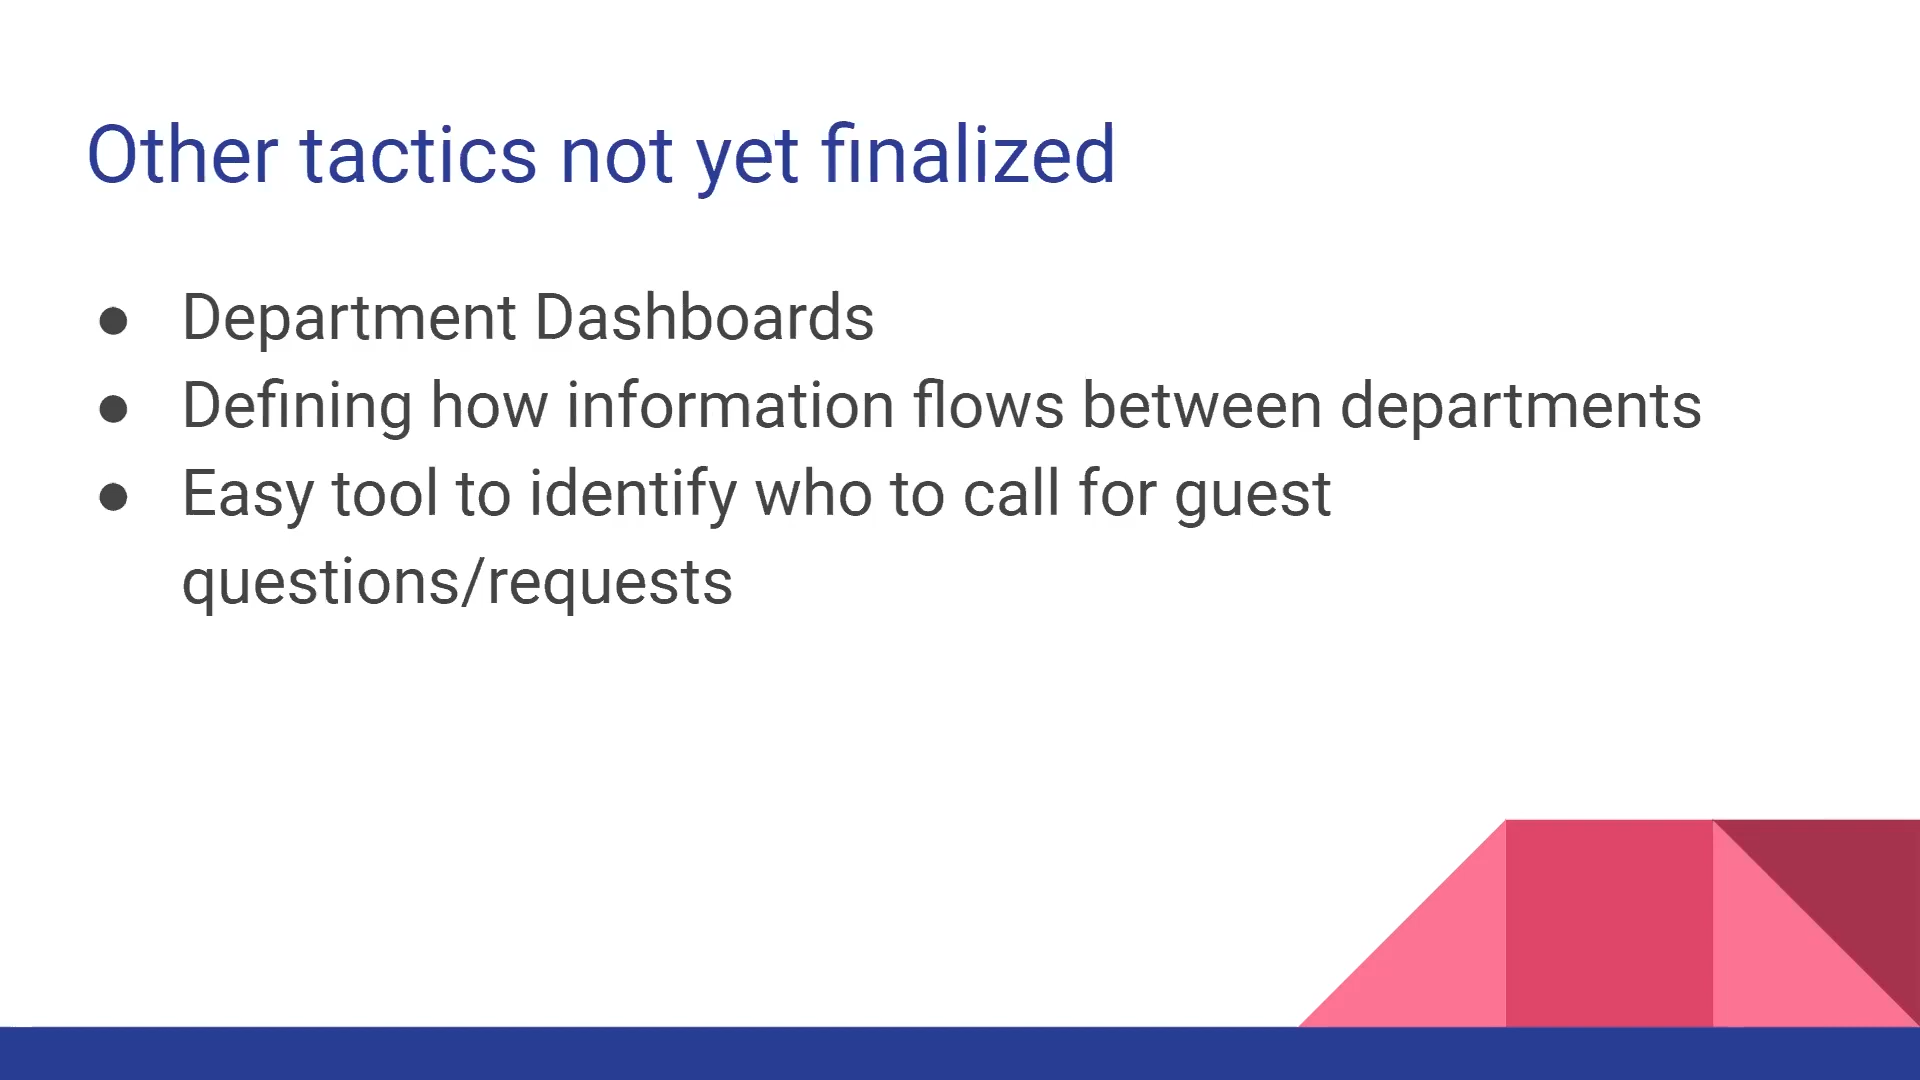 Other tactics not yet finalized
● Department Dashboards
● Defining how information flows between departments
● Easy tool to identify who to call for guest
questions/requests